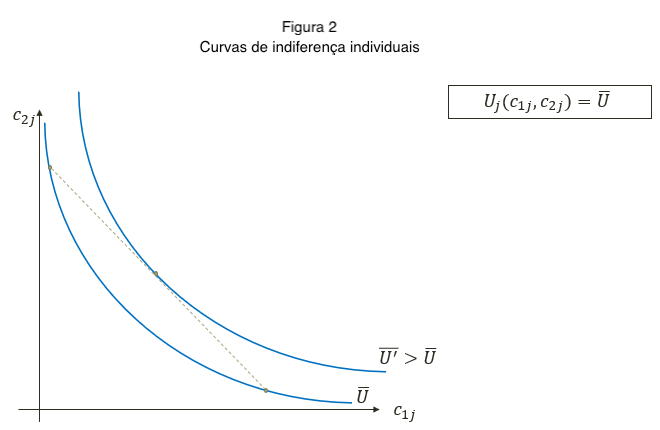 Figura 2
Curvas de indiferença individuais
U_j(c_{1j}, c_{2j}) = U̅
c_{2j}
U̅' > U̅
U̅
c_{1j}